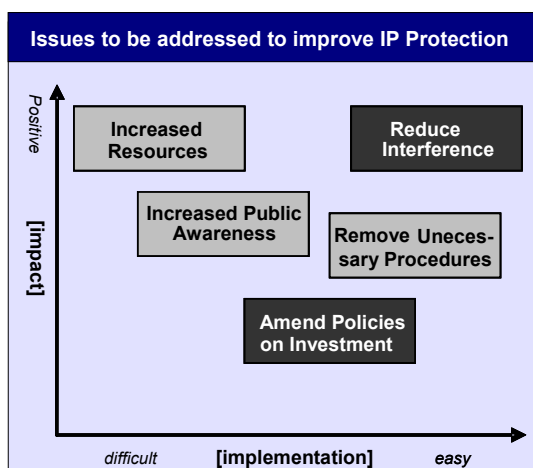 Issues to be addressed to improve IP Protection
Positive
[impact]
Increased
Resources
Reduce
Interference
Increased Public
Awareness
Remove Uneces-
sary Procedures
Amend Policies
on Investment
difficult
[implementation]
easy